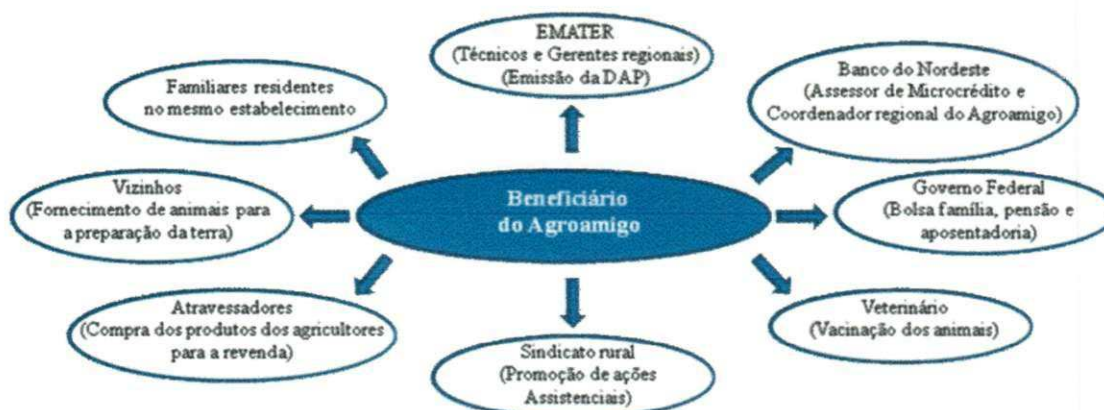 EMATER
(Técnicos e Gerentes regionais)
(Emissão da DAP)
Familiares residentes
no mesmo estabelecimento
Banco do Nordeste
(Assessor de Microcrédito e
Coordenador regional do Agroamigo)
Vizinhos
(Fornecimento de animais para
a preparação da terra)
Beneficiário
do Agroamigo
Governo Federal
(Bolsa família, pensão e
aposentadoria)
Atravessadores
(Compra dos produtos dos agricultores
para a revenda)
Sindicato rural
(Promoção de ações
Assistenciais)
Veterinário
(Vacinação dos animais)